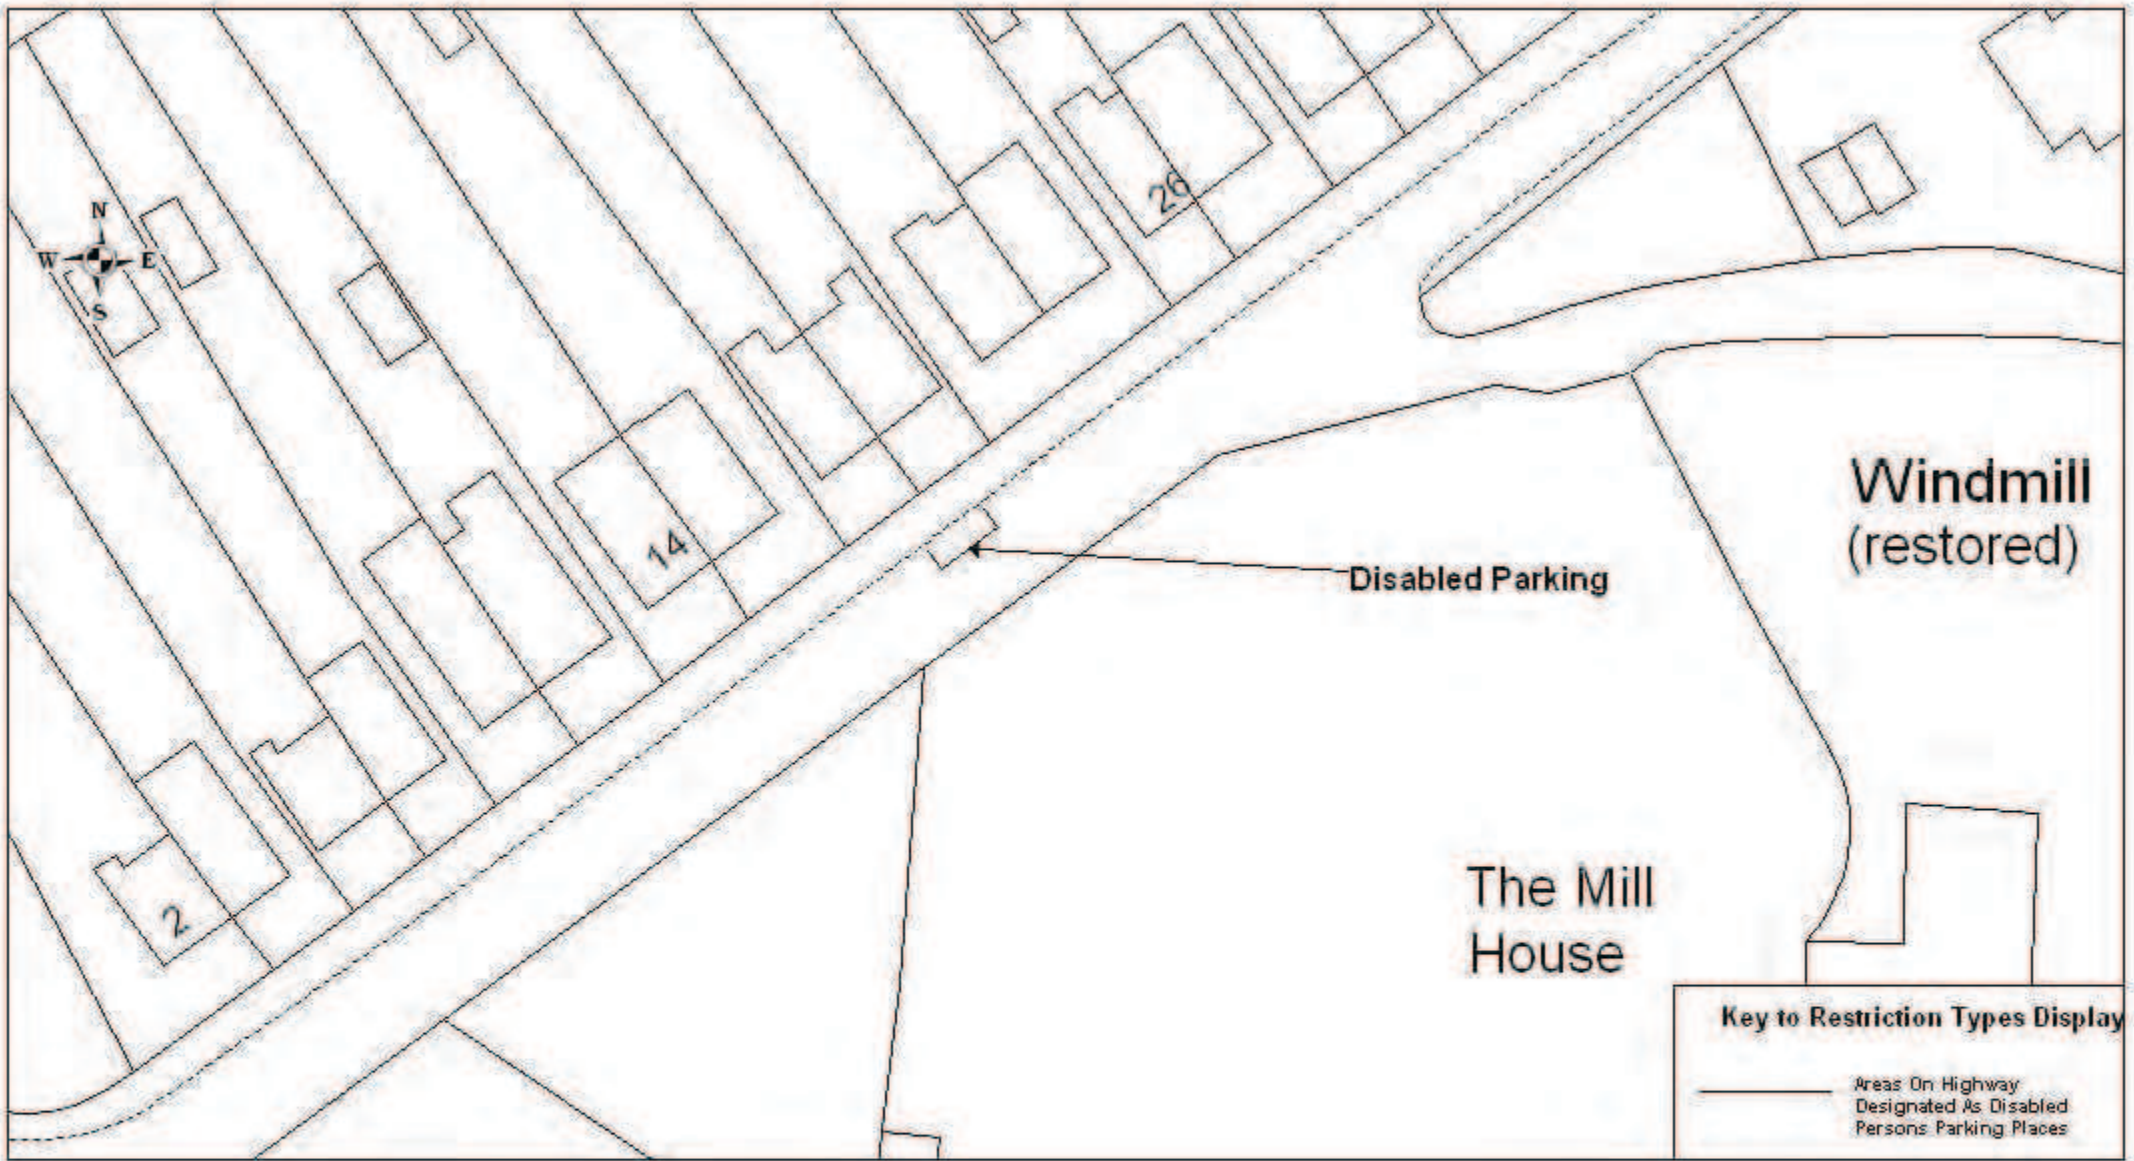 N
W E
S
26
14
2
Windmill
(restored)
Disabled Parking
The Mill
House
Key to Restriction Types Display
Areas On Highway
Designated As Disabled
Persons Parking Places